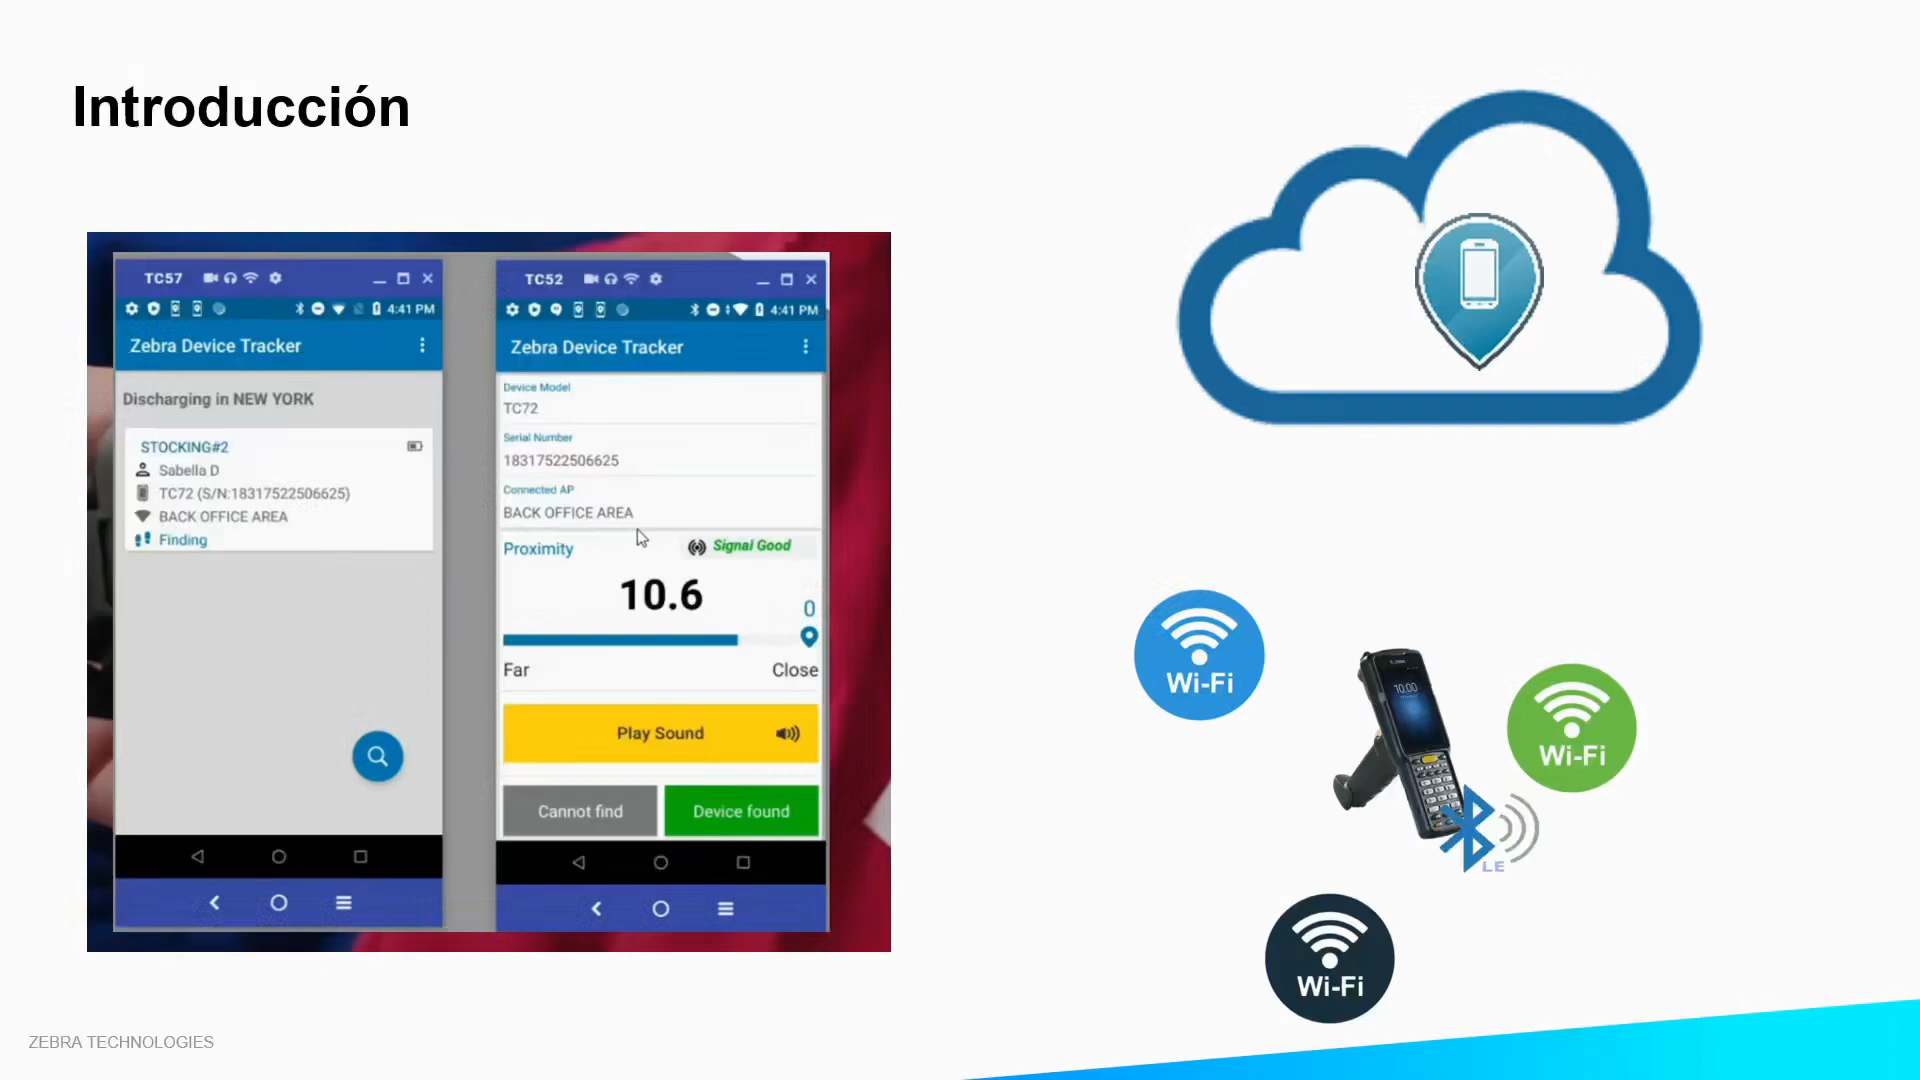 Introducción
TC57
4:41 PM
Zebra Device Tracker
Discharging in NEW YORK
STOCKING#2
Sabella D
TC72 (S/N:18317522506625)
BACK OFFICE AREA
Finding
TC52
4:41 PM
Zebra Device Tracker
Device Model
TC72
Serial Number
18317522506625
Connected AP
BACK OFFICE AREA
Proximity
Signal Good
10.6
0
Far
Close
Play Sound
Cannot find
Device found
Wi-Fi
10:00
Wi-Fi
LE
Wi-Fi
ZEBRA TECHNOLOGIES